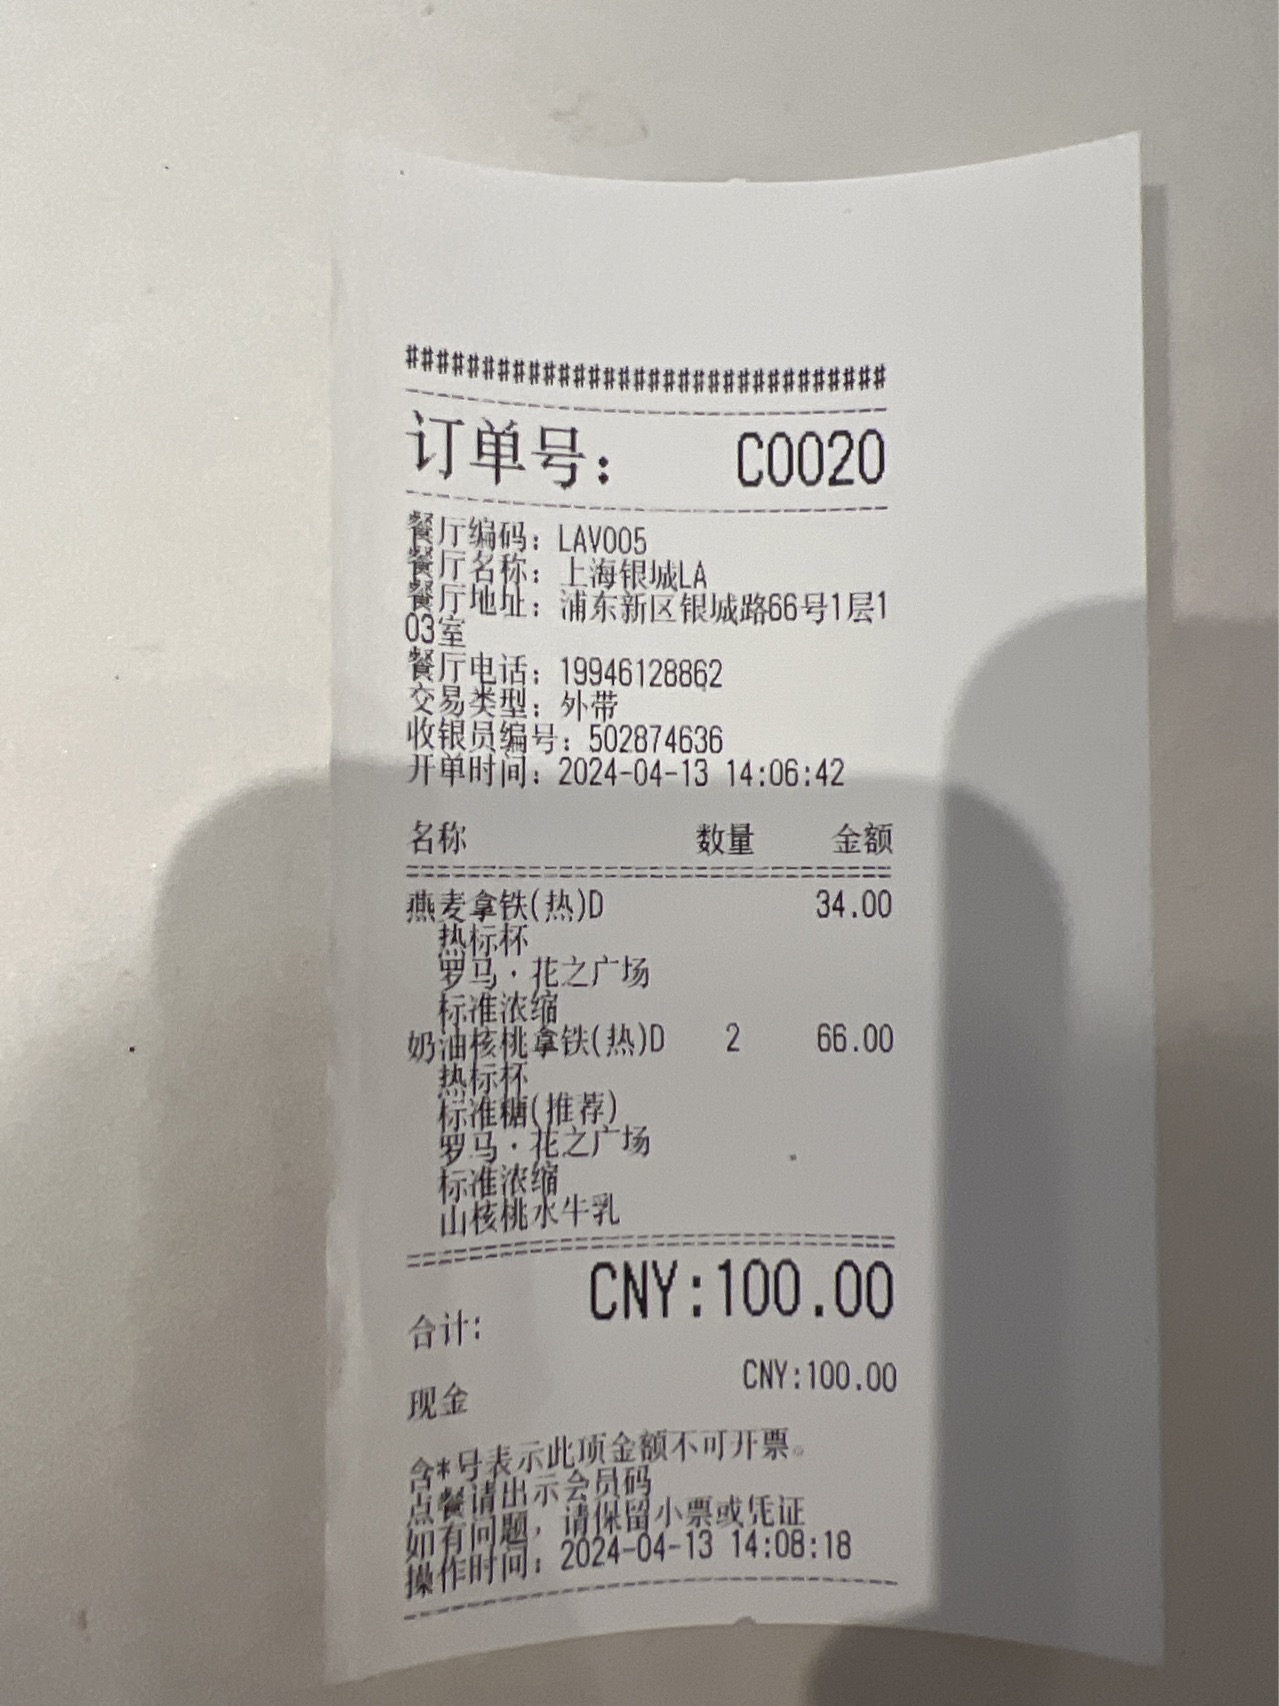 ################################
订单号： C0020
餐厅编码：LAV005
餐厅名称：上海银城LA
餐厅地址：浦东新区银城路66号1层1
03室
餐厅电话：19946128862
交易类型：外带
收银员编号：502874636
开单时间：2024-04-13 14:06:42
名称 数量 金额
燕麦拿铁(热)D 34.00
热标杯
罗马·花之广场
标准浓缩
奶油核桃拿铁(热)D 2 66.00
热标杯
标准糖(推荐)
罗马·花之广场
标准浓缩
山核桃水牛乳
合计: CNY:100.00
现金 CNY:100.00
含*号表示此项金额不可开票。
点餐请出示会员码
如有问题，请保留小票或凭证
操作时间：2024-04-13 14:08:18